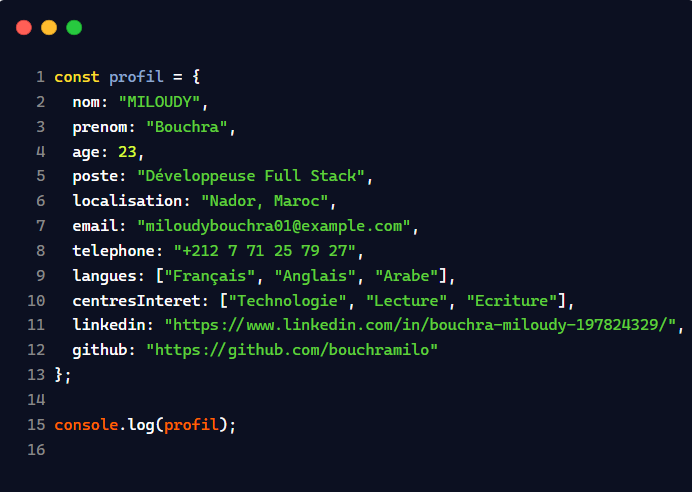 1 const profil = {
2 nom: "MILOUDY",
3 prenom: "Bouchra",
4 age: 23,
5 poste: "Développeuse Full Stack",
6 localisation: "Nador, Maroc",
7 email: "miloudybouchra01@example.com",
8 telephone: "+212 7 71 25 79 27",
9 langues: ["Français", "Anglais", "Arabe"],
10 centresInteret: ["Technologie", "Lecture", "Ecriture"],
11 linkedin: "https://www.linkedin.com/in/bouchra-miloudy-197824329/",
12 github: "https://github.com/bouchramilo"
13 };
14
15 console.log(profil);
16